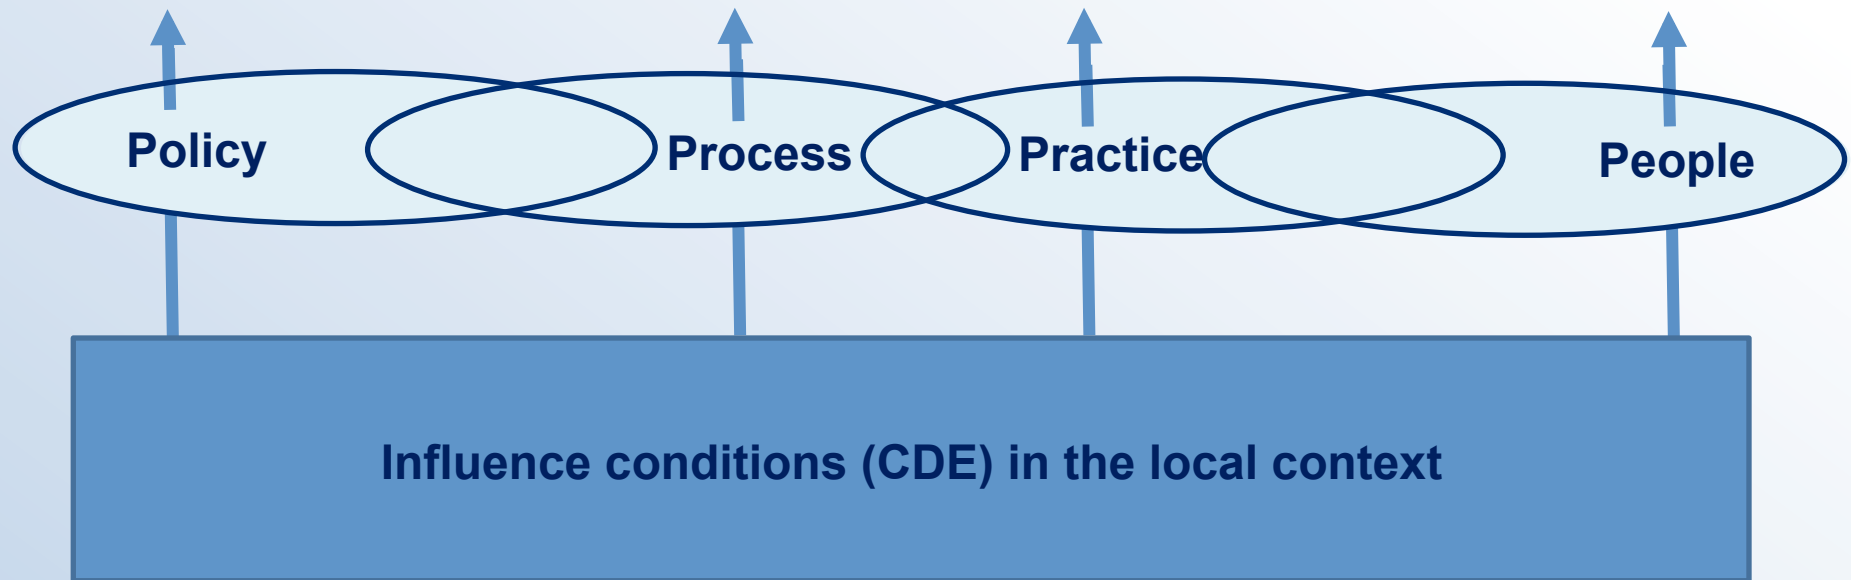 Policy Process Practice People
Influence conditions (CDE) in the local context